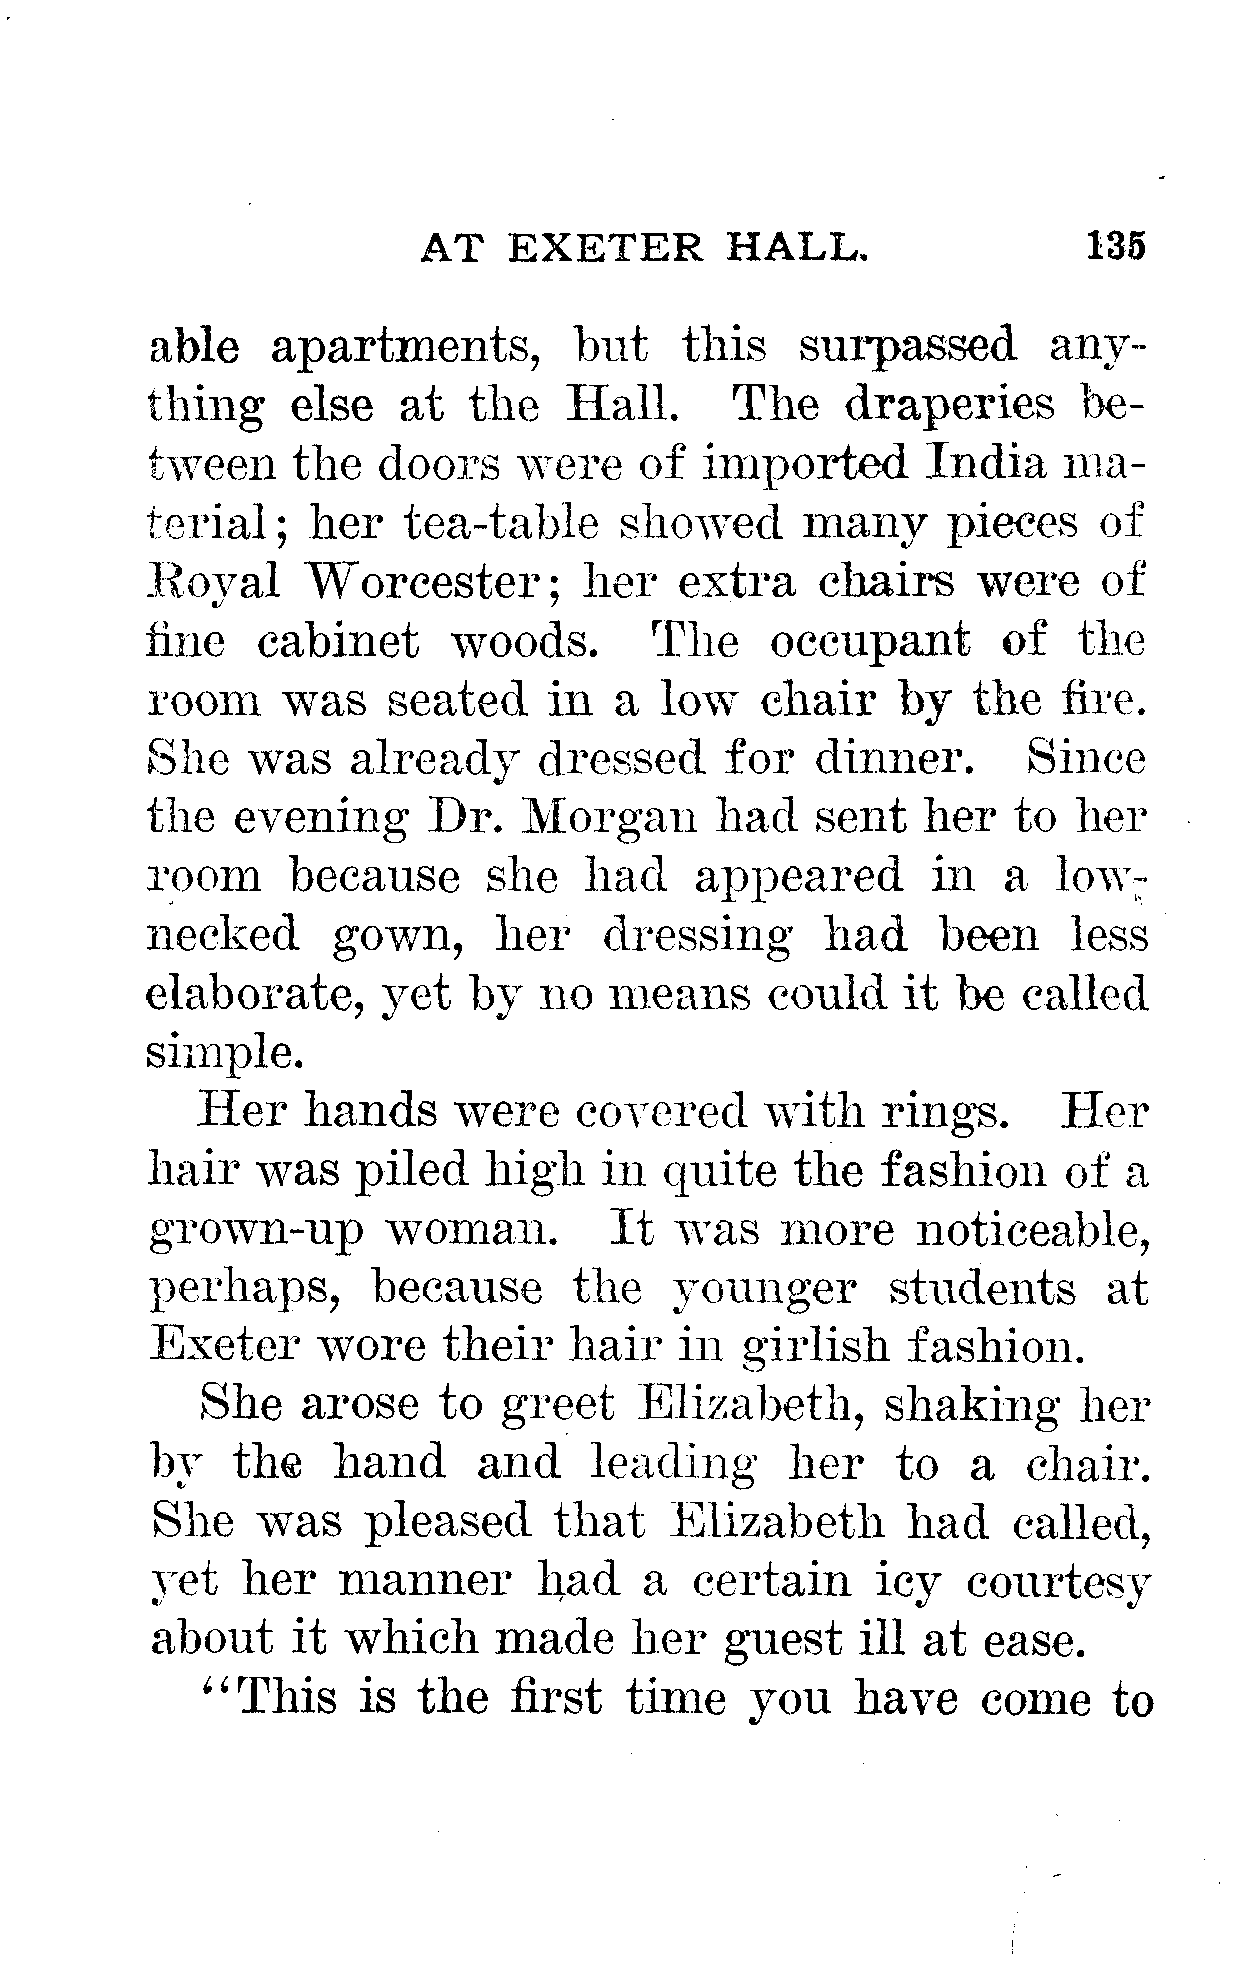 AT EXETER HALL. 135
able apartments, but this surpassed any-
thing else at the Hall. The draperies be-
tween the doors were of imported India ma-
terial; her tea-table showed many pieces of
Royal Worcester; her extra chairs were of
fine cabinet woods. The occupant of the
room was seated in a low chair by the fire.
She was already dressed for dinner. Since
the evening Dr. Morgan had sent her to her
room because she had appeared in a low-
necked gown, her dressing had been less
elaborate, yet by no means could it be called
simple.
Her hands were covered with rings. Her
hair was piled high in quite the fashion of a
grown-up woman. It was more noticeable,
perhaps, because the younger students at
Exeter wore their hair in girlish fashion.
She arose to greet Elizabeth, shaking her
by the hand and leading her to a chair.
She was pleased that Elizabeth had called,
yet her manner had a certain icy courtesy
about it which made her guest ill at ease.
"This is the first time you have come to